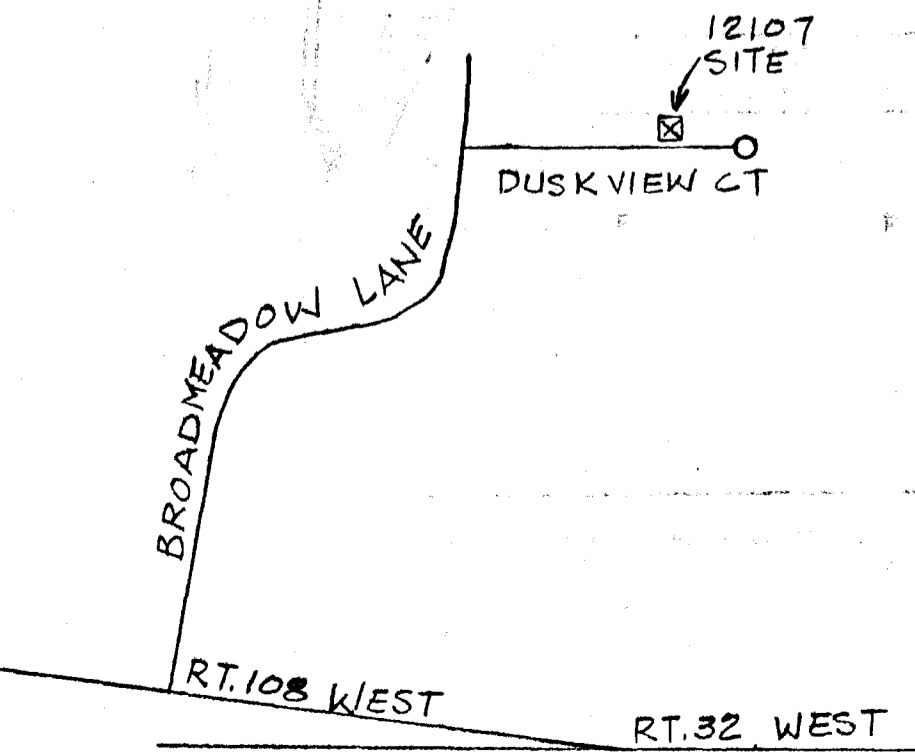 12107
SITE
DUSKVIEW CT
BROADMEADOW LANE
RT.108 WEST
RT.32 WEST